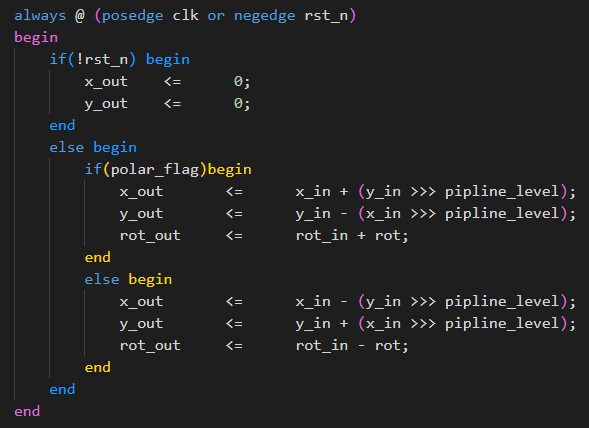 always @ (posedge clk or negedge rst_n)
begin
    if(!rst_n) begin
        x_out    <=      0;
        y_out    <=      0;
    end
    else begin
        if(polar_flag)begin
            x_out       <=      x_in + (y_in >>> pipline_level);
            y_out       <=      y_in - (x_in >>> pipline_level);
            rot_out     <=      rot_in + rot;
        end
        else begin
            x_out       <=      x_in - (y_in >>> pipline_level);
            y_out       <=      y_in + (x_in >>> pipline_level);
            rot_out     <=      rot_in - rot;
        end
    end
end